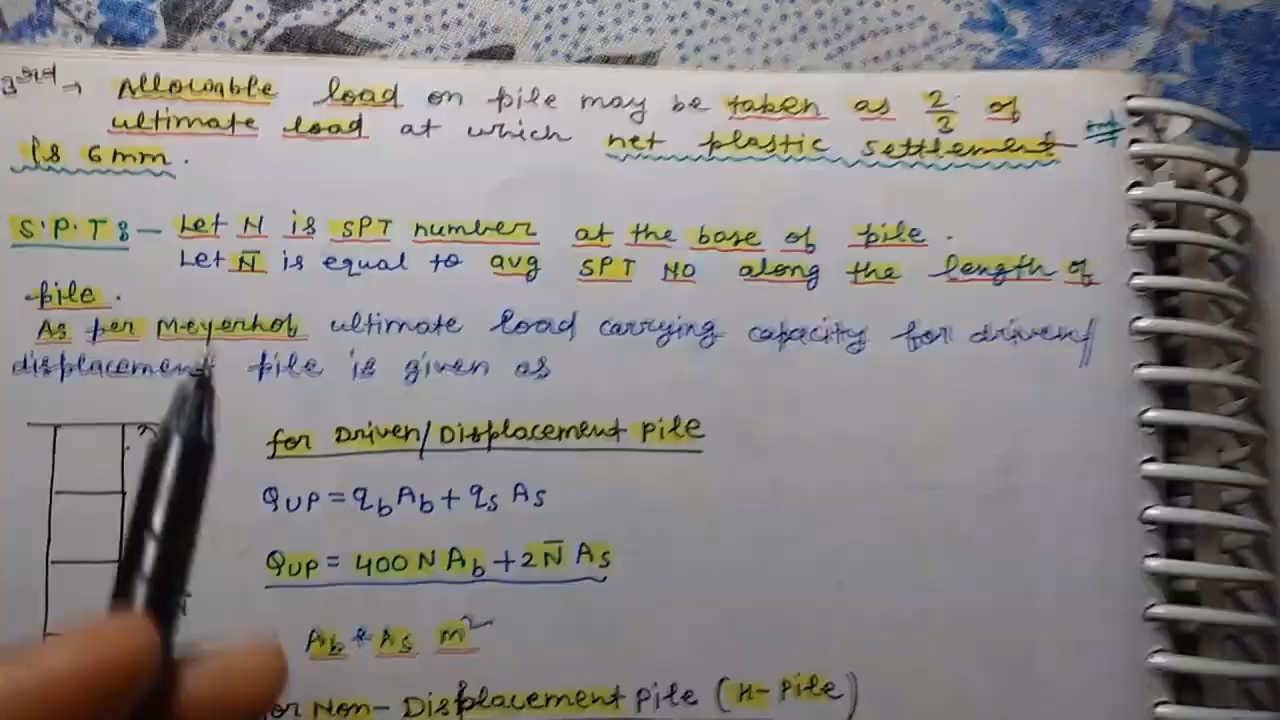 Allowable load on pile may be taken as 2/3 of
ultimate load at which net plastic settlement
is 6mm.
S.P.T :- Let N is SPT number at the base of pile.
Let N̄ is equal to avg SPT NO along the length of
pile.
As per Meyerhof ultimate load carrying capacity for driven/
displacement pile is given as
for Driven/Displacement pile
QUP = qb Ab + qs As
QUP = 400 N Ab + 2 N̄ As
Ab & As m²
or Non-Displacement pile (H-Pile)